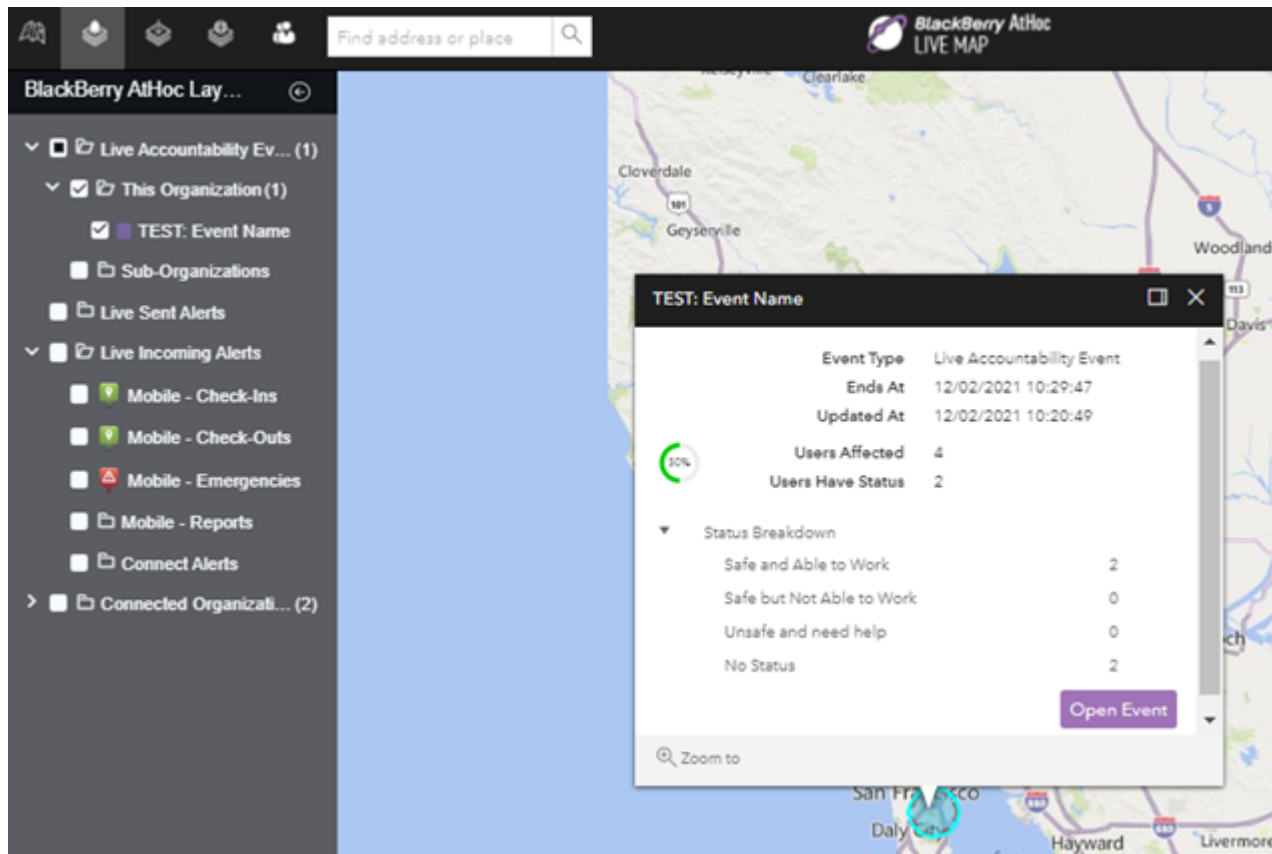 Find address or place
BlackBerry AtHoc
LIVE MAP
BlackBerry AtHoc Lay...
Live Accountability Ev... (1)
This Organization (1)
TEST: Event Name
Sub-Organizations
Live Sent Alerts
Live Incoming Alerts
Mobile - Check-Ins
Mobile - Check-Outs
Mobile - Emergencies
Mobile - Reports
Connect Alerts
Connected Organizati... (2)
Clearlake
Cloverdale
101
Geyserville
5
Woodland
113
Davis
TEST: Event Name
Event Type Live Accountability Event
Ends At 12/02/2021 10:29:47
Updated At 12/02/2021 10:20:49
Users Affected 4
Users Have Status 2
Status Breakdown
Safe and Able to Work 2
Safe but Not Able to Work 0
Unsafe and need help 0
No Status 2
Open Event
Zoom to
San Francisco
Daly City
Hayward
Livermore